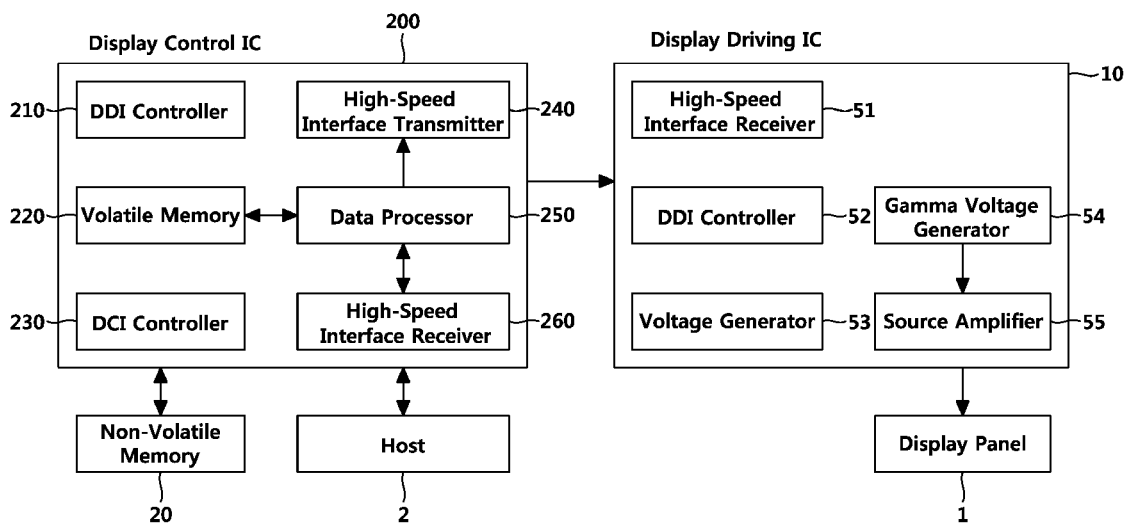 200
Display Control IC
Display Driving IC
10
210
DDI Controller
High-Speed
Interface Transmitter
240
High-Speed
Interface Receiver
51
220
Volatile Memory
Data Processor
250
DDI Controller
52
Gamma Voltage
Generator
54
230
DCI Controller
High-Speed
Interface Receiver
260
Voltage Generator
53
Source Amplifier
55
Non-Volatile
Memory
Host
Display Panel
20
2
1